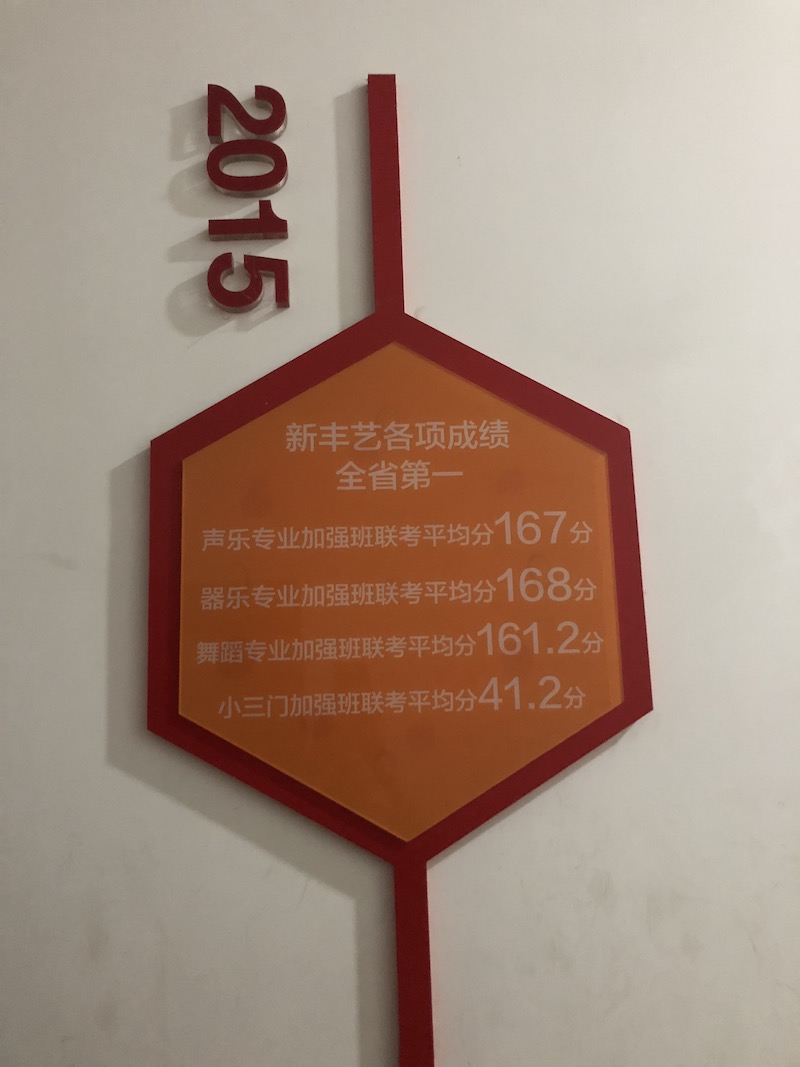 2015
新丰艺各项成绩
全省第一
声乐专业加强班联考平均分167分
器乐专业加强班联考平均分168分
舞蹈专业加强班联考平均分161.2分
小三门加强班联考平均分41.2分